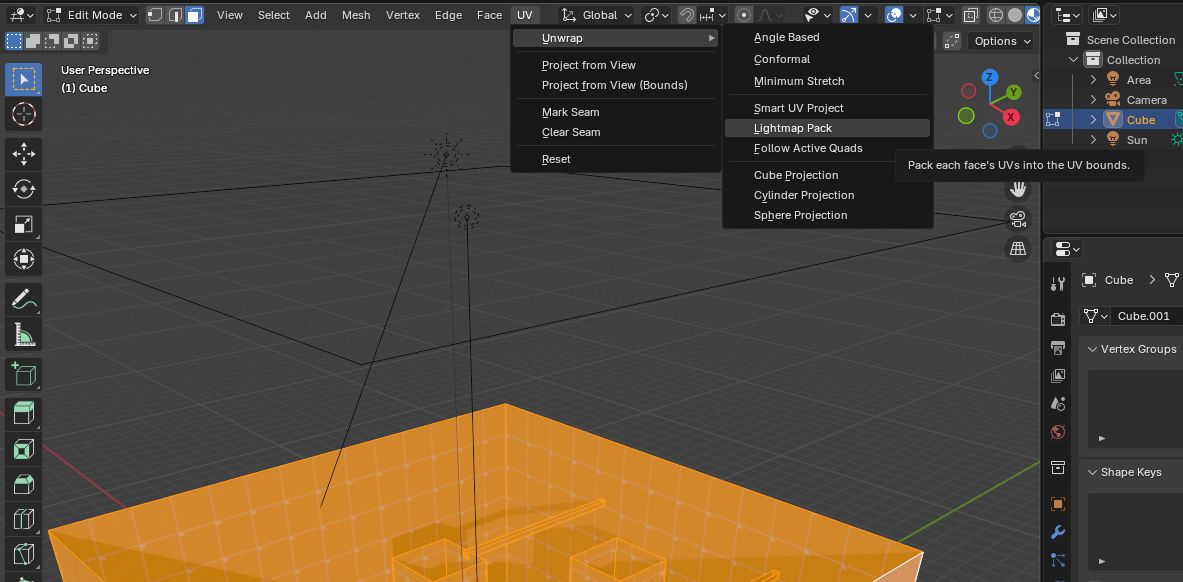 Edit Mode View Select Add Mesh Vertex Edge Face UV Global
Options
User Perspective
(1) Cube
Unwrap
Project from View
Project from View (Bounds)
Mark Seam
Clear Seam
Reset
Angle Based
Conformal
Minimum Stretch
Smart UV Project
Lightmap Pack
Follow Active Quads
Cube Projection
Cylinder Projection
Sphere Projection
Pack each face's UVs into the UV bounds.
Z
Y
X
Scene Collection
Collection
Area
Camera
Cube
Sun
Cube
Cube.001
Vertex Groups
Shape Keys